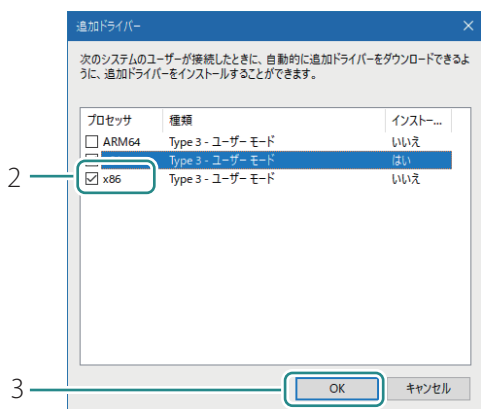 追加ドライバー
次のシステムのユーザーが接続したときに、自動的に追加ドライバーをダウンロードできるよ
うに、追加ドライバーをインストールすることができます。
プロセッサ 種類 インストー...
ARM64 Type 3 - ユーザー モード いいえ
Type 3 - ユーザー モード はい
2 x86 Type 3 - ユーザー モード いいえ
3 OK キャンセル